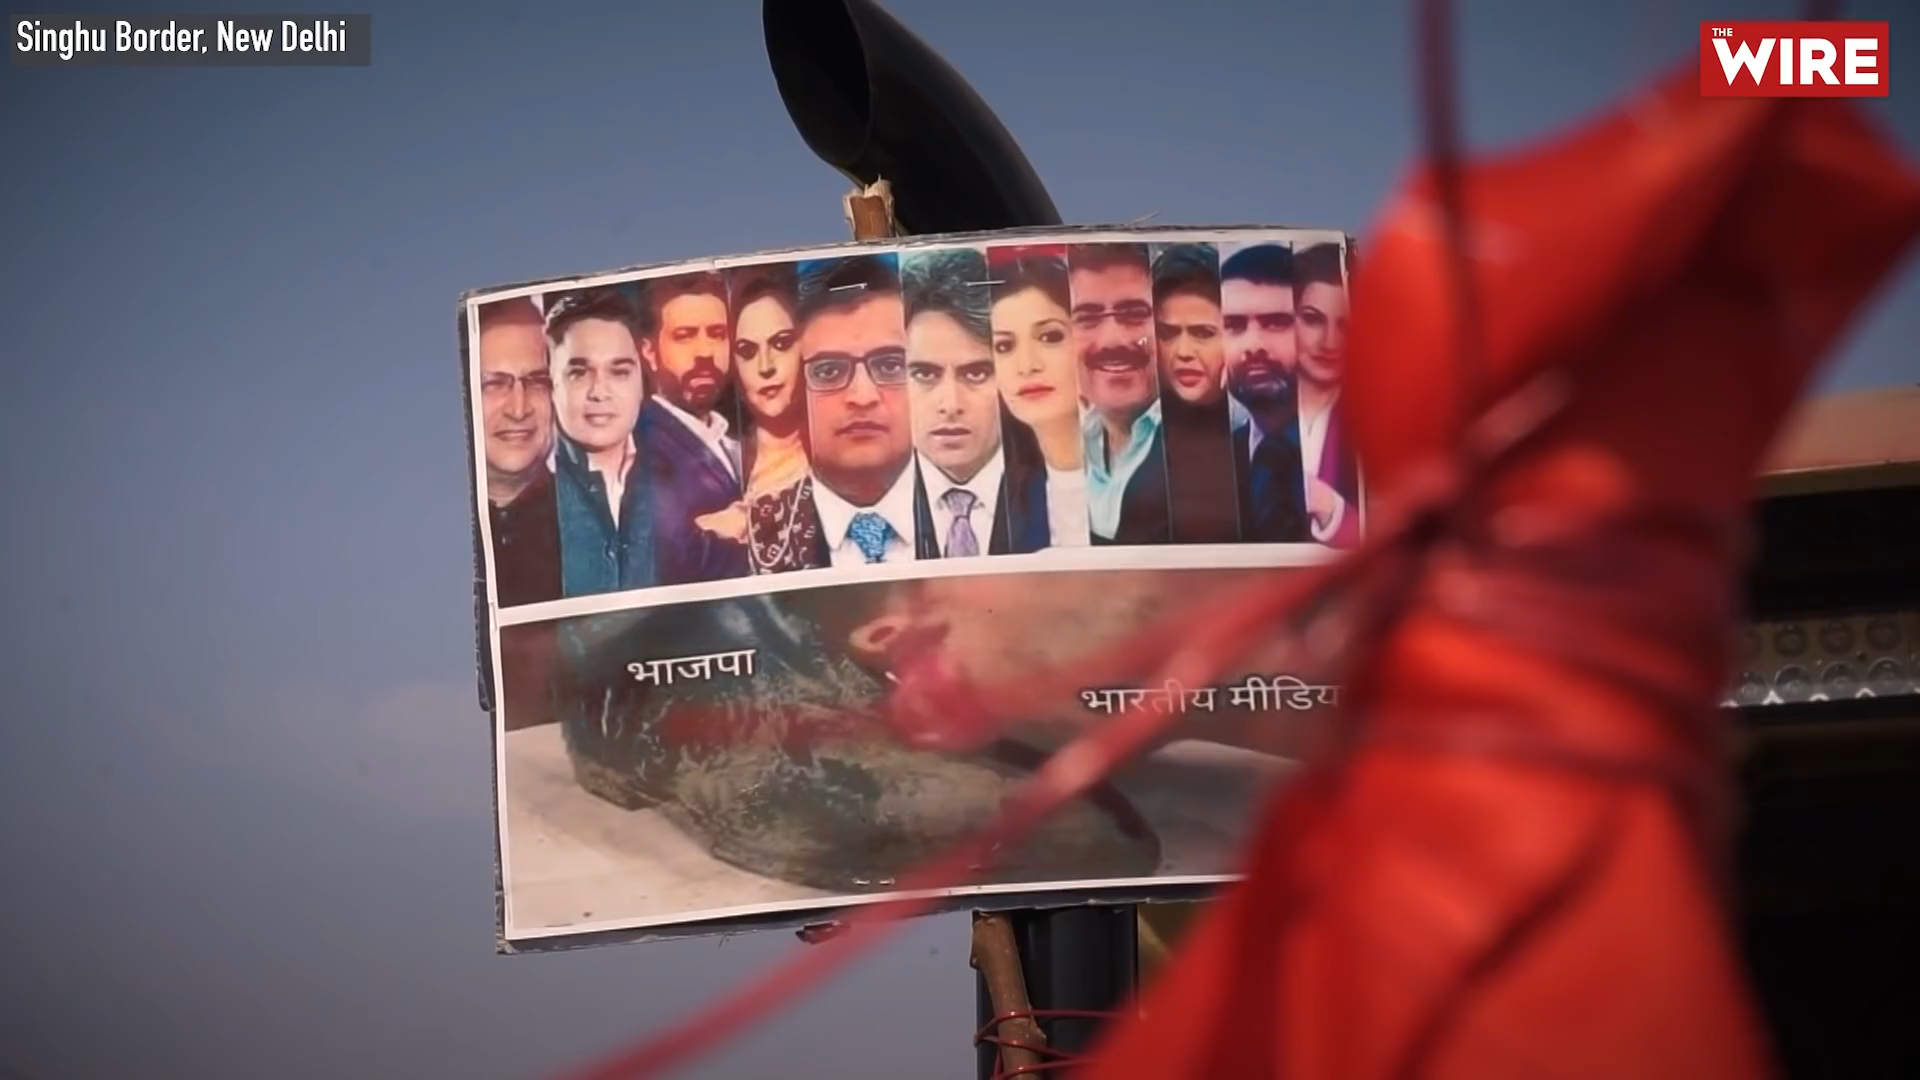 Singhu Border, New Delhi
THE
WIRE
भाजपा
भारतीय मीडिय